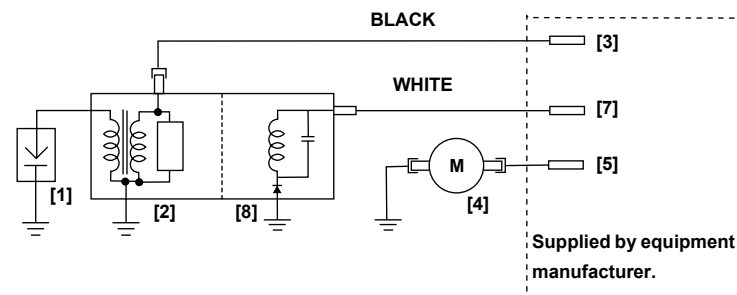 BLACK
[3]
WHITE
[7]
M
[5]
[1]
[2]
[8]
[4]
Supplied by equipment
manufacturer.